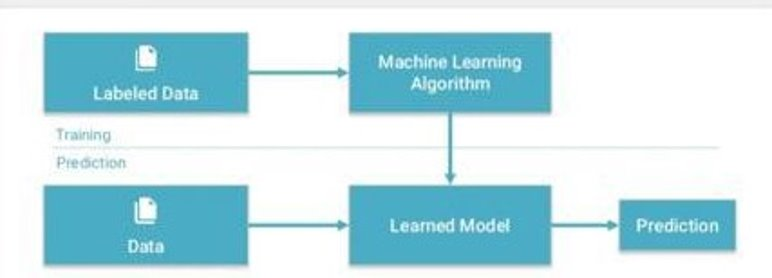 Labeled Data
Machine Learning
Algorithm
Training
Prediction
Data
Learned Model
Prediction